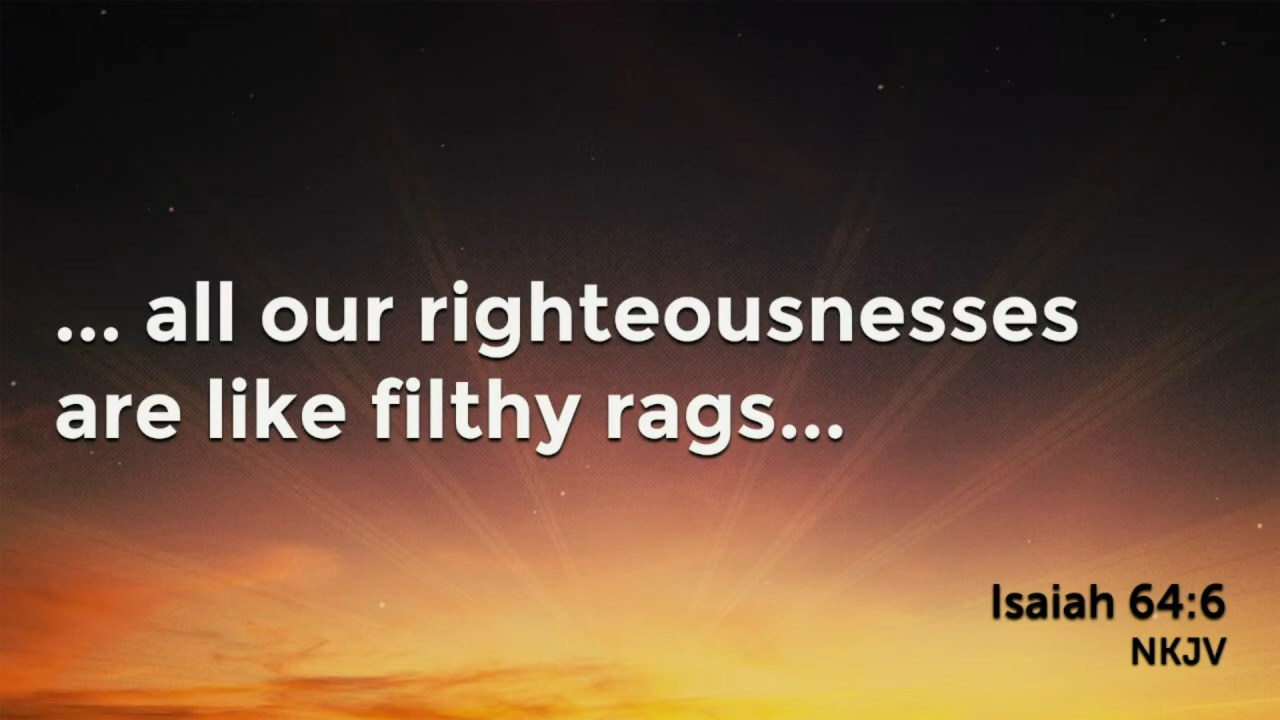 ... all our righteousnesses
are like filthy rags...
Isaiah 64:6
NKJV